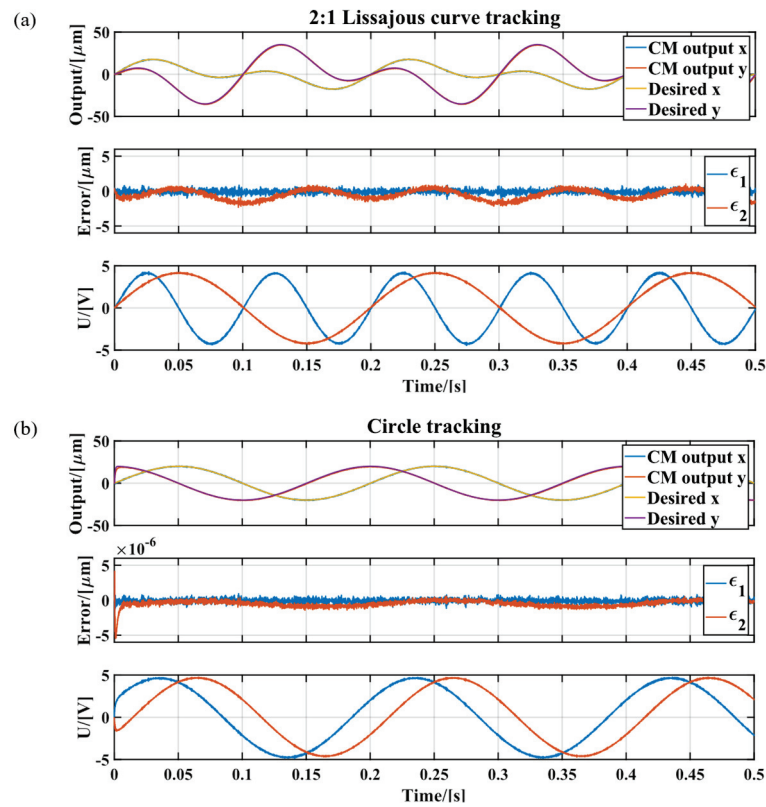 (a)
2:1 Lissajous curve tracking
Output/[μm]
50
0
-50
CM output x
CM output y
Desired x
Desired y
Error/[μm]
5
0
-5
ϵ1
ϵ2
U/[V]
5
0
-5
0 0.05 0.1 0.15 0.2 0.25 0.3 0.35 0.4 0.45 0.5
Time/[s]
(b)
Circle tracking
Output/[μm]
50
0
-50
CM output x
CM output y
Desired x
Desired y
×10⁻⁶
Error/[μm]
5
0
-5
ϵ1
ϵ2
U/[V]
5
0
-5
0 0.05 0.1 0.15 0.2 0.25 0.3 0.35 0.4 0.45 0.5
Time/[s]